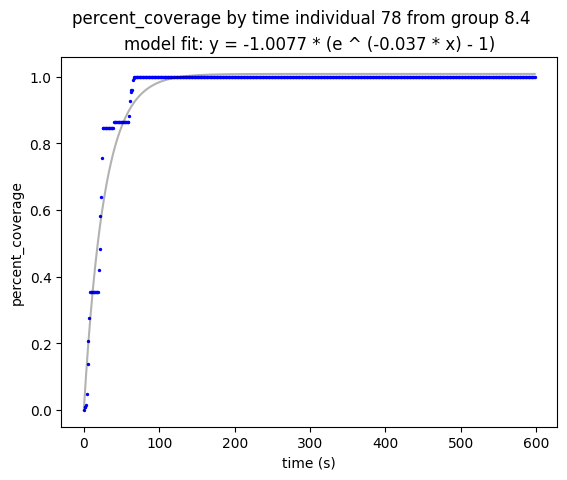 percent_coverage by time individual 78 from group 8.4
model fit: y = -1.0077 * (e ^ (-0.037 * x) - 1)
1.0
0.8
0.6
0.4
0.2
0.0
percent_coverage
0 100 200 300 400 500 600
time (s)